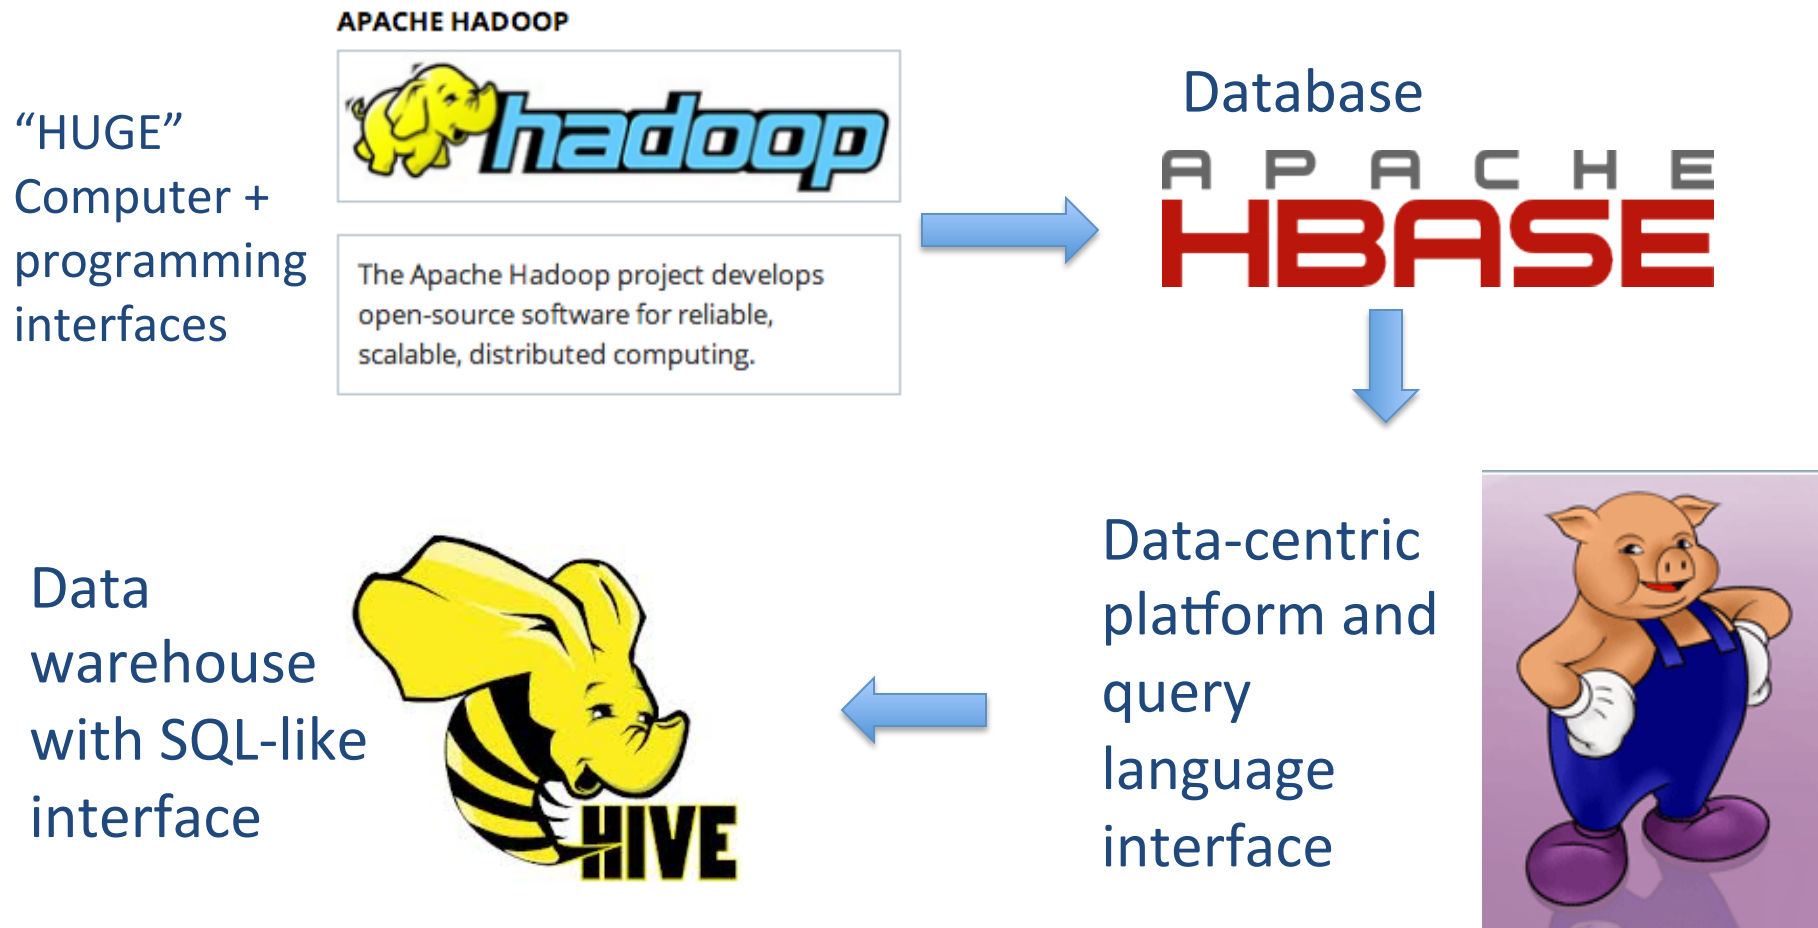 APACHE HADOOP
“HUGE”
Computer +
programming
interfaces
hadoop
The Apache Hadoop project develops
open-source software for reliable,
scalable, distributed computing.
Database
APACHE
HBASE
Data-centric
platform and
query
language
interface
Data
warehouse
with SQL-like
interface
HIVE